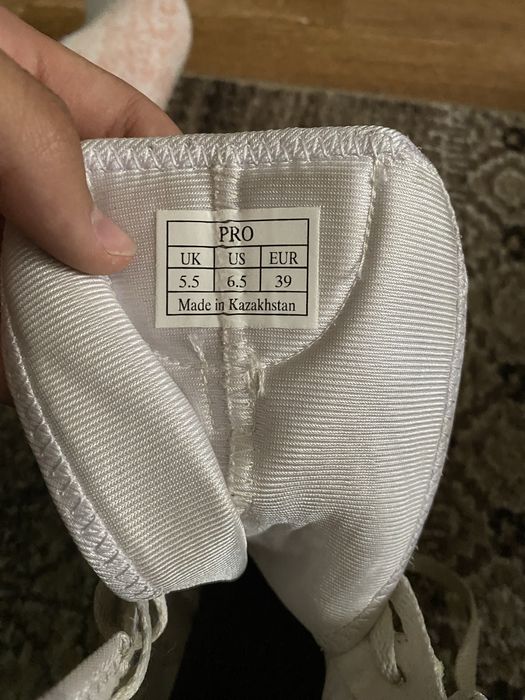 PRO
UK US EUR
5.5 6.5 39
Made in Kazakhstan